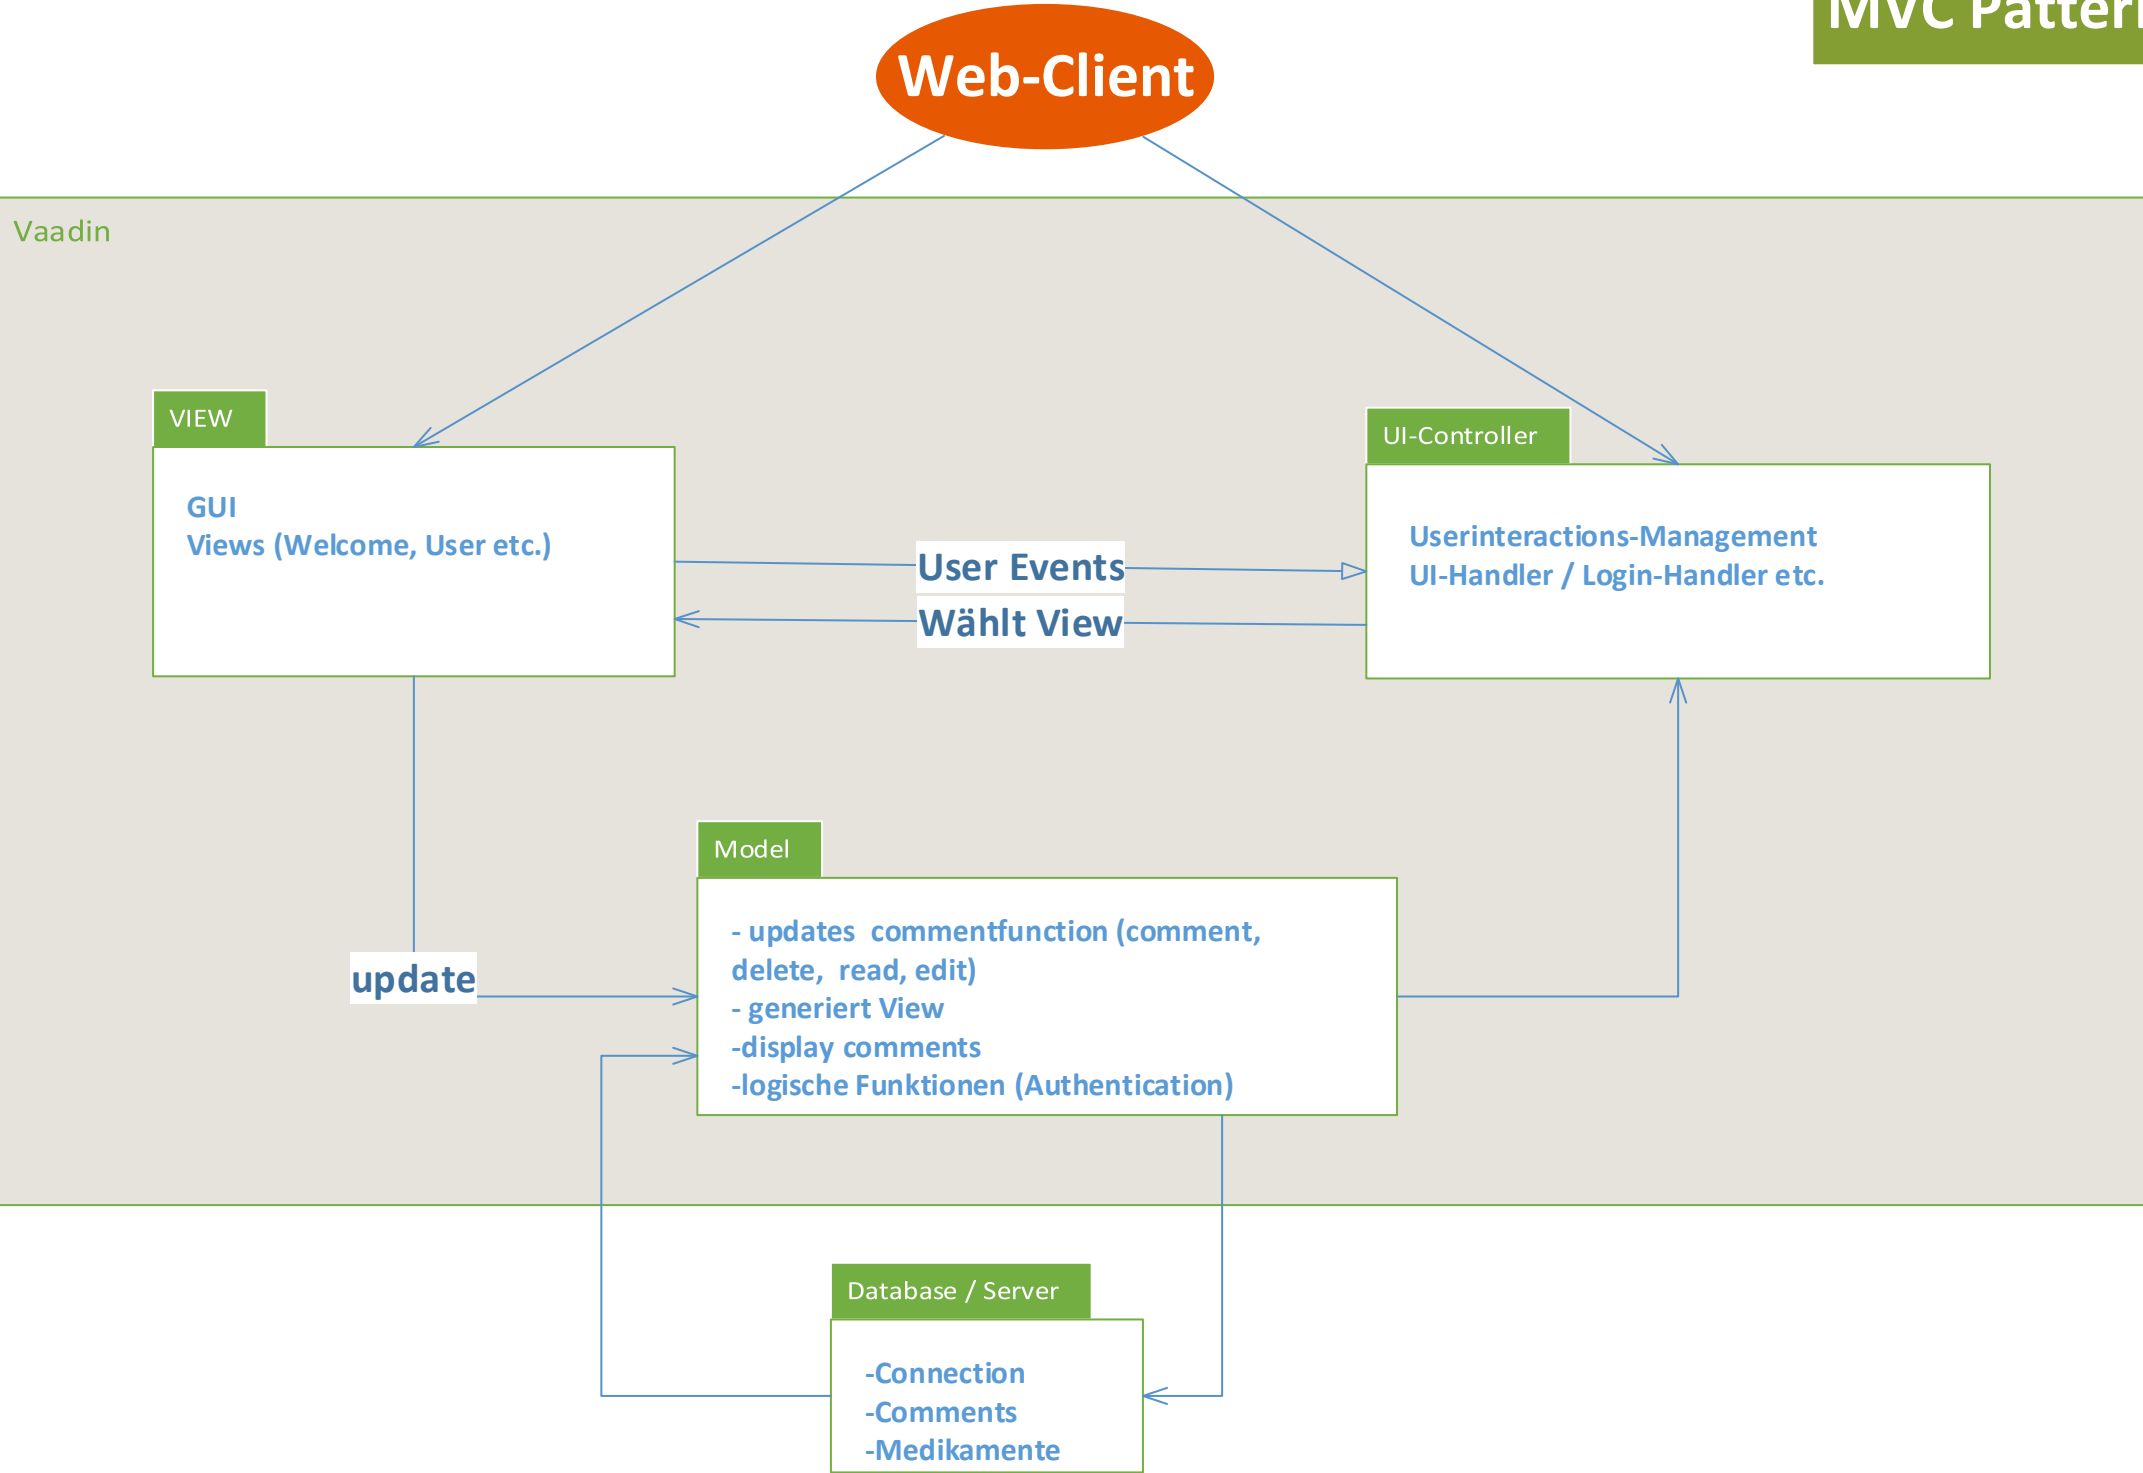 MVC Pattern
Web-Client
Vaadin
VIEW
GUI
Views (Welcome, User etc.)
UI-Controller
Userinteractions-Management
UI-Handler / Login-Handler etc.
User Events
Wählt View
update
Model
- updates  commentfunction (comment,
delete,  read, edit)
- generiert View
-display comments
-logische Funktionen (Authentication)
Database / Server
-Connection
-Comments
-Medikamente